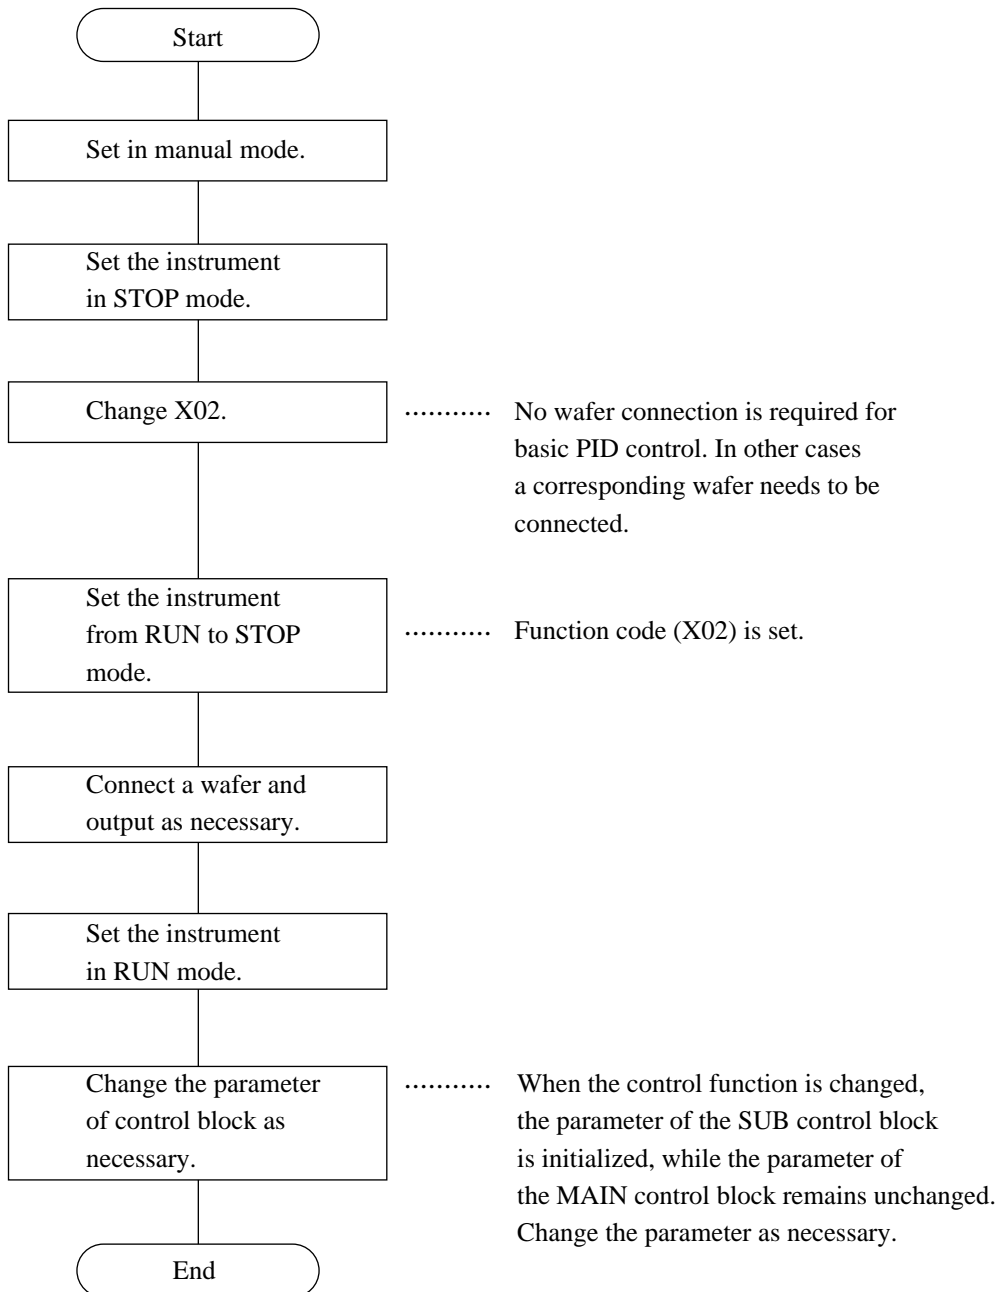 Start
Set in manual mode.
Set the instrument
in STOP mode.
Change X02.
........... No wafer connection is required for
basic PID control. In other cases
a corresponding wafer needs to be
connected.
Set the instrument
from RUN to STOP
mode.
........... Function code (X02) is set.
Connect a wafer and
output as necessary.
Set the instrument
in RUN mode.
Change the parameter
of control block as
necessary.
........... When the control function is changed,
the parameter of the SUB control block
is initialized, while the parameter of
the MAIN control block remains unchanged.
Change the parameter as necessary.
End